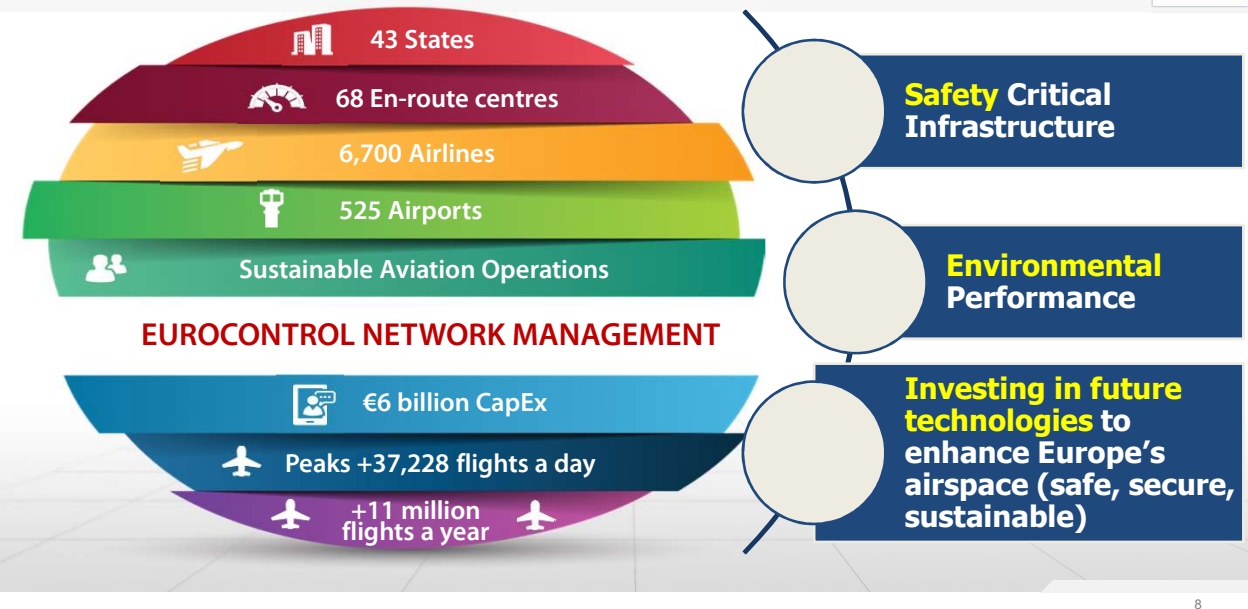 43 States
68 En-route centres
6,700 Airlines
525 Airports
Sustainable Aviation Operations
EUROCONTROL NETWORK MANAGEMENT
€6 billion CapEx
Peaks +37,228 flights a day
+11 million
flights a year
Safety Critical
Infrastructure
Environmental
Performance
Investing in future
technologies to
enhance Europe’s
airspace (safe, secure,
sustainable)
8